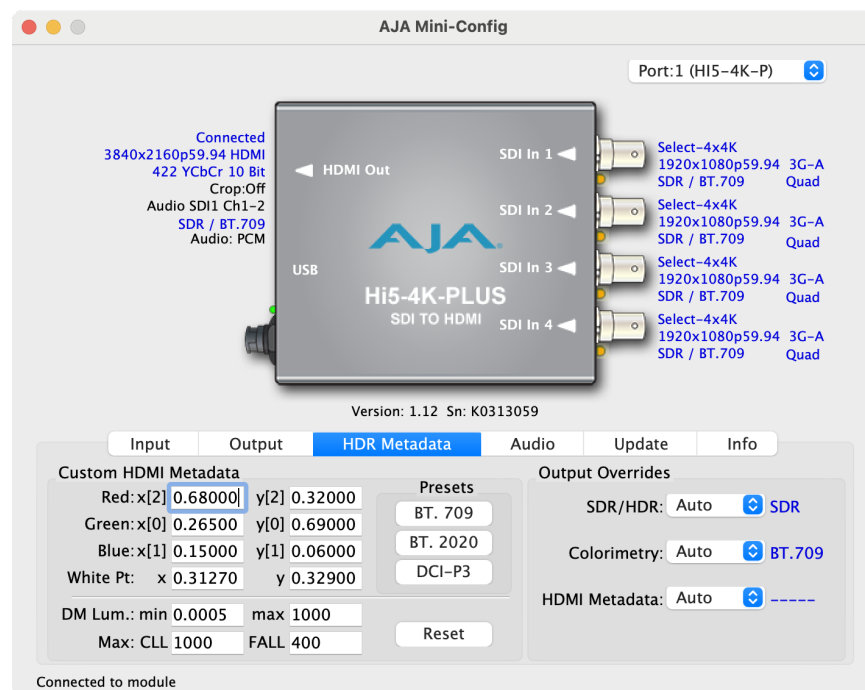 AJA Mini-Config
Port:1 (HI5-4K-P)
Connected
3840x2160p59.94 HDMI
422 YCbCr 10 Bit
Crop:Off
Audio SDI1 Ch1-2
SDR / BT.709
Audio: PCM
HDMI Out
USB
AJA
Hi5-4K-PLUS
SDI TO HDMI
SDI In 1
SDI In 2
SDI In 3
SDI In 4
Select-4x4K
1920x1080p59.94 3G-A
SDR / BT.709 Quad
Select-4x4K
1920x1080p59.94 3G-A
SDR / BT.709 Quad
Select-4x4K
1920x1080p59.94 3G-A
SDR / BT.709 Quad
Select-4x4K
1920x1080p59.94 3G-A
SDR / BT.709 Quad
Version: 1.12 Sn: K0313059
Input Output HDR Metadata Audio Update Info
Custom HDMI Metadata
Red: x[2] 0.68000 y[2] 0.32000
Green: x[0] 0.26500 y[0] 0.69000
Blue: x[1] 0.15000 y[1] 0.06000
White Pt: x 0.31270 y 0.32900
DM Lum.: min 0.0005 max 1000
Max: CLL 1000 FALL 400
Presets
BT. 709
BT. 2020
DCI-P3
Reset
Output Overrides
SDR/HDR: Auto SDR
Colorimetry: Auto BT.709
HDMI Metadata: Auto -----
Connected to module